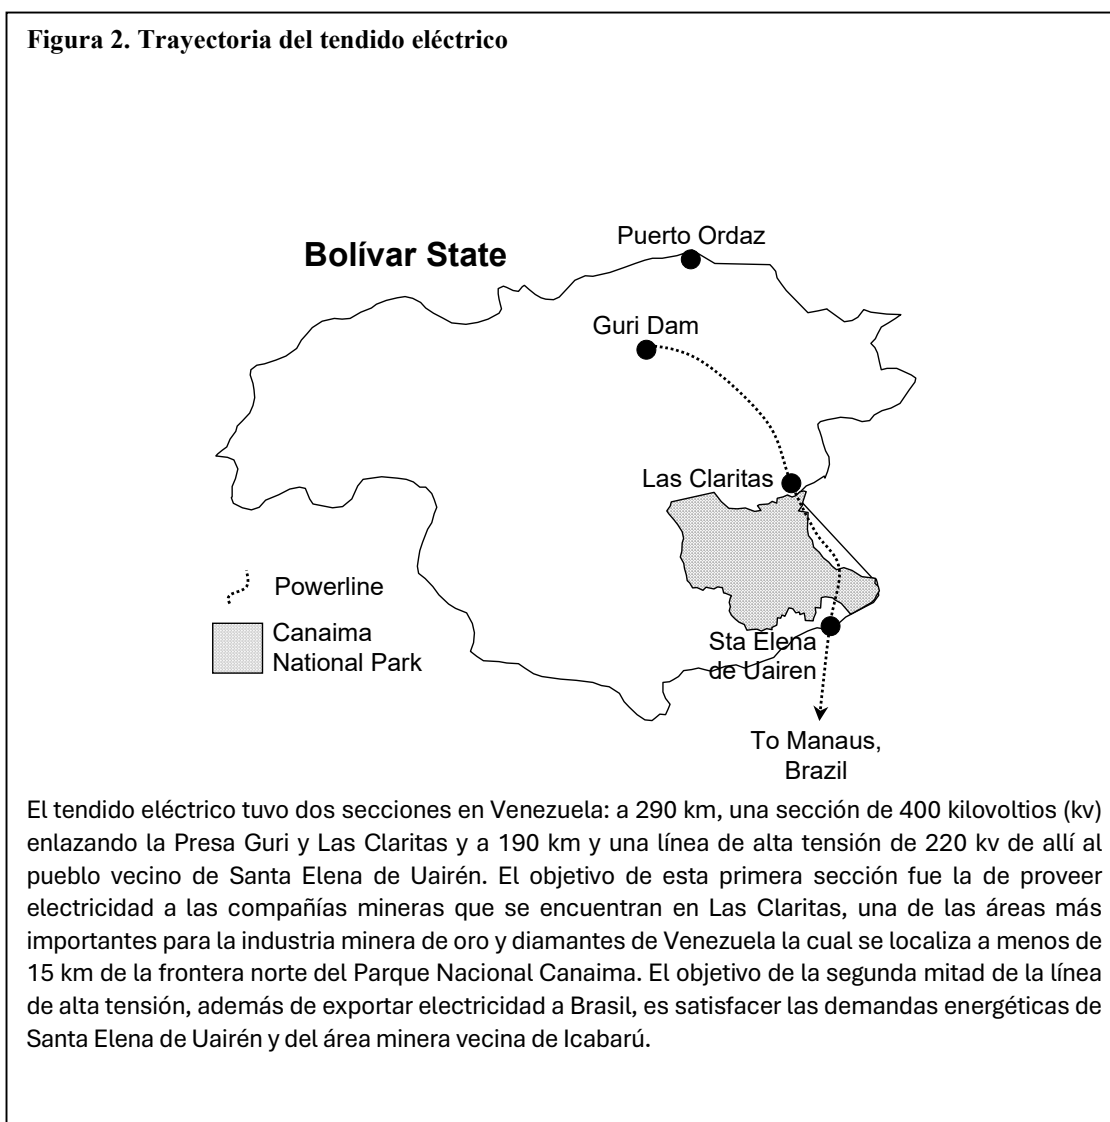 Figura 2. Trayectoria del tendido eléctrico
Puerto Ordaz
Bolívar State
Guri Dam
Las Claritas
Powerline
Canaima
National Park
Sta Elena
de Uairen
To Manaus,
Brazil
El tendido eléctrico tuvo dos secciones en Venezuela: a 290 km, una sección de 400 kilovoltios (kv)
enlazando la Presa Guri y Las Claritas y a 190 km y una línea de alta tensión de 220 kv de allí al
pueblo vecino de Santa Elena de Uairén. El objetivo de esta primera sección fue la de proveer
electricidad a las compañías mineras que se encuentran en Las Claritas, una de las áreas más
importantes para la industria minera de oro y diamantes de Venezuela la cual se localiza a menos de
15 km de la frontera norte del Parque Nacional Canaima. El objetivo de la segunda mitad de la línea
de alta tensión, además de exportar electricidad a Brasil, es satisfacer las demandas energéticas de
Santa Elena de Uairén y del área minera vecina de Icabarú.